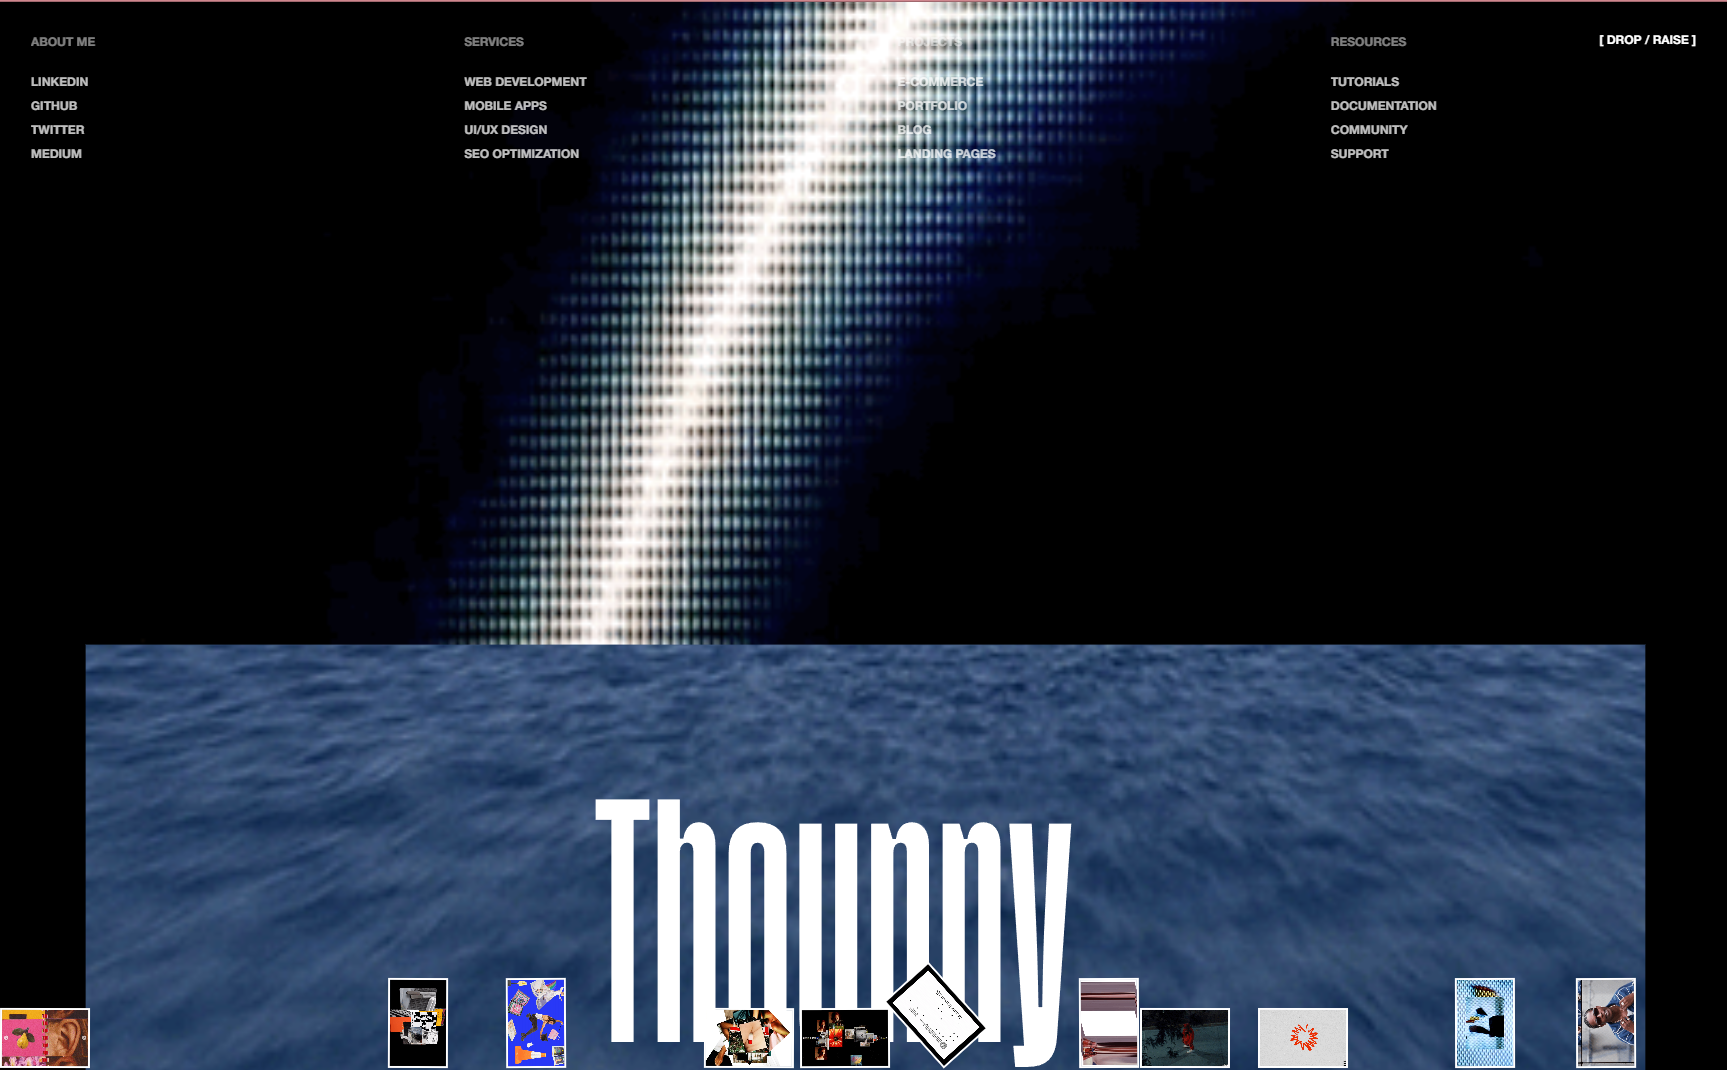 ABOUT ME
LINKEDIN
GITHUB
TWITTER
MEDIUM
SERVICES
WEB DEVELOPMENT
MOBILE APPS
UI/UX DESIGN
SEO OPTIMIZATION
PROJECTS
E-COMMERCE
PORTFOLIO
BLOG
LANDING PAGES
RESOURCES
TUTORIALS
DOCUMENTATION
COMMUNITY
SUPPORT
[ DROP / RAISE ]
Thounny